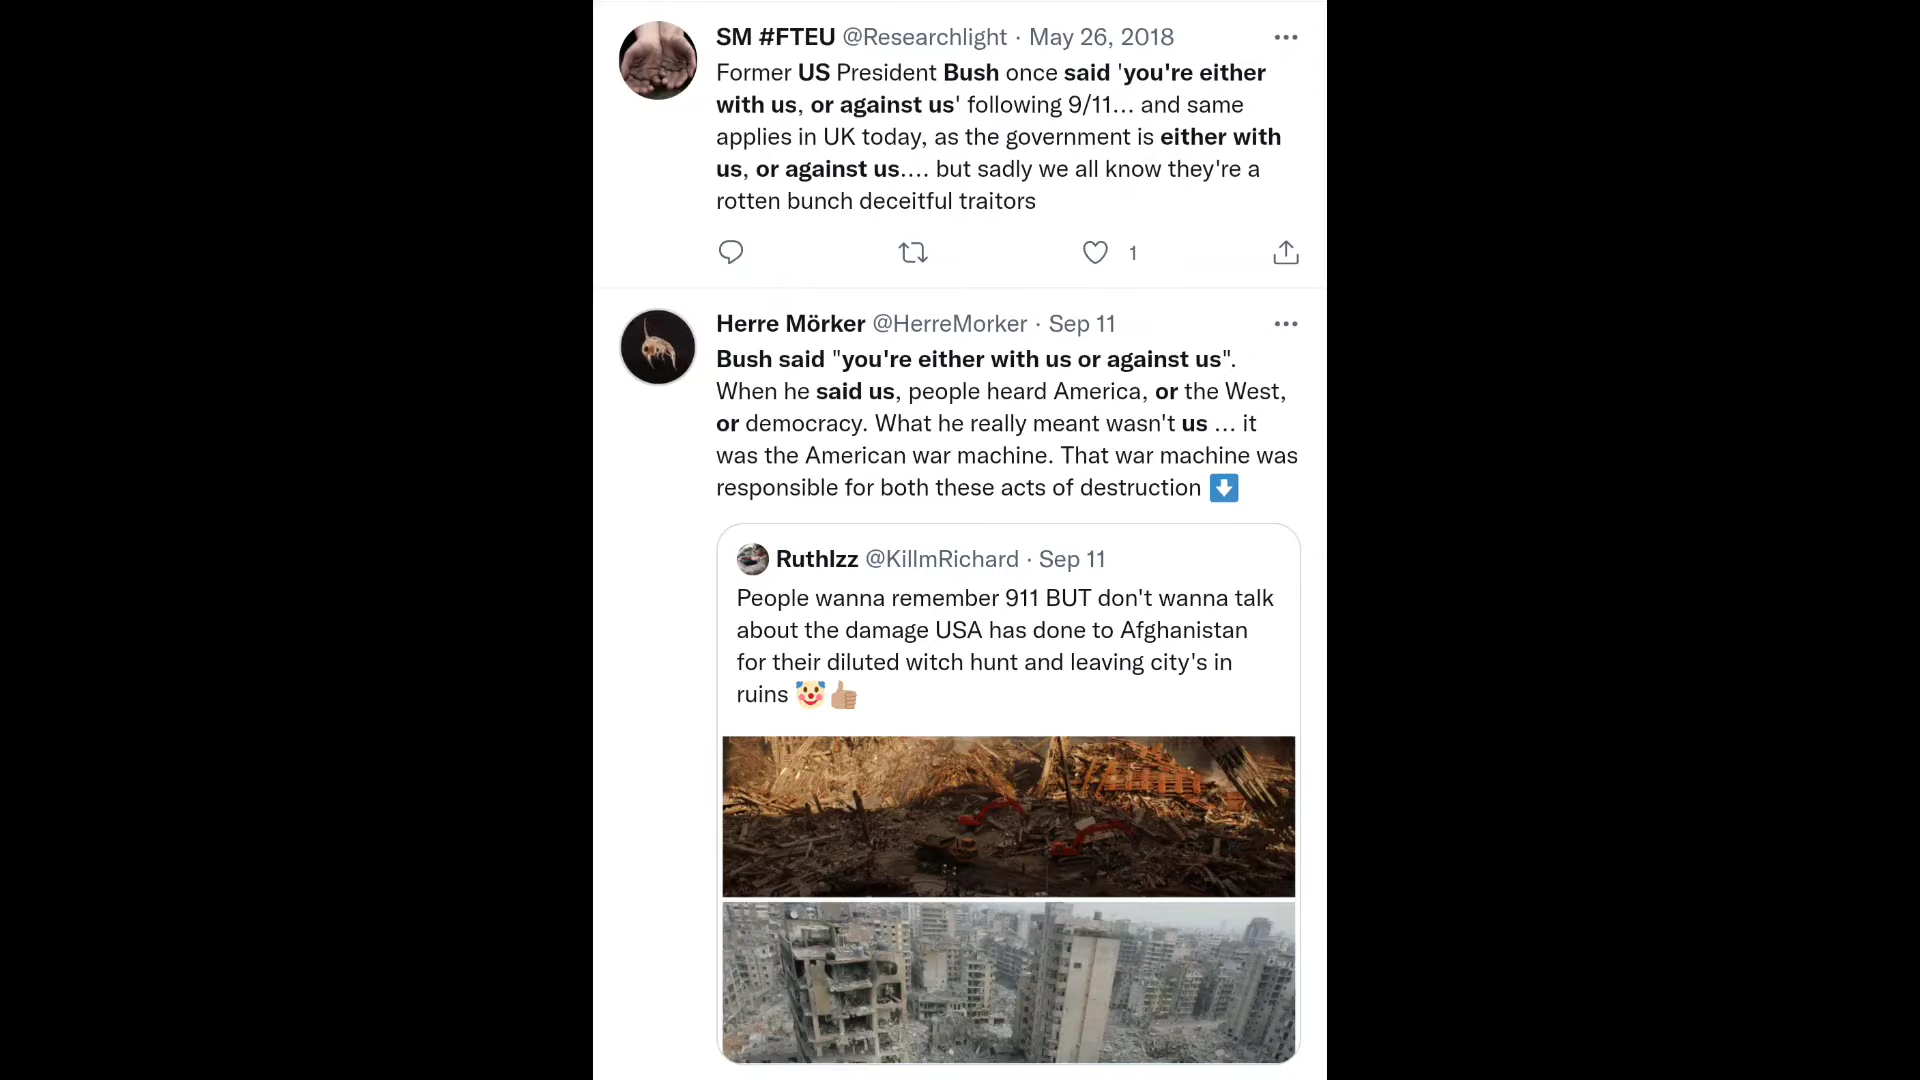 SM #FTEU @Researchlight · May 26, 2018
Former US President Bush once said 'you're either
with us, or against us' following 9/11... and same
applies in UK today, as the government is either with
us, or against us.... but sadly we all know they're a
rotten bunch deceitful traitors
1
Herre Mörker @HerreMorker · Sep 11
Bush said "you're either with us or against us".
When he said us, people heard America, or the West,
or democracy. What he really meant wasn't us ... it
was the American war machine. That war machine was
responsible for both these acts of destruction ⬇️
RuthIzz @KillmRichard · Sep 11
People wanna remember 911 BUT don't wanna talk
about the damage USA has done to Afghanistan
for their diluted witch hunt and leaving city's in
ruins 🤡👍🏼